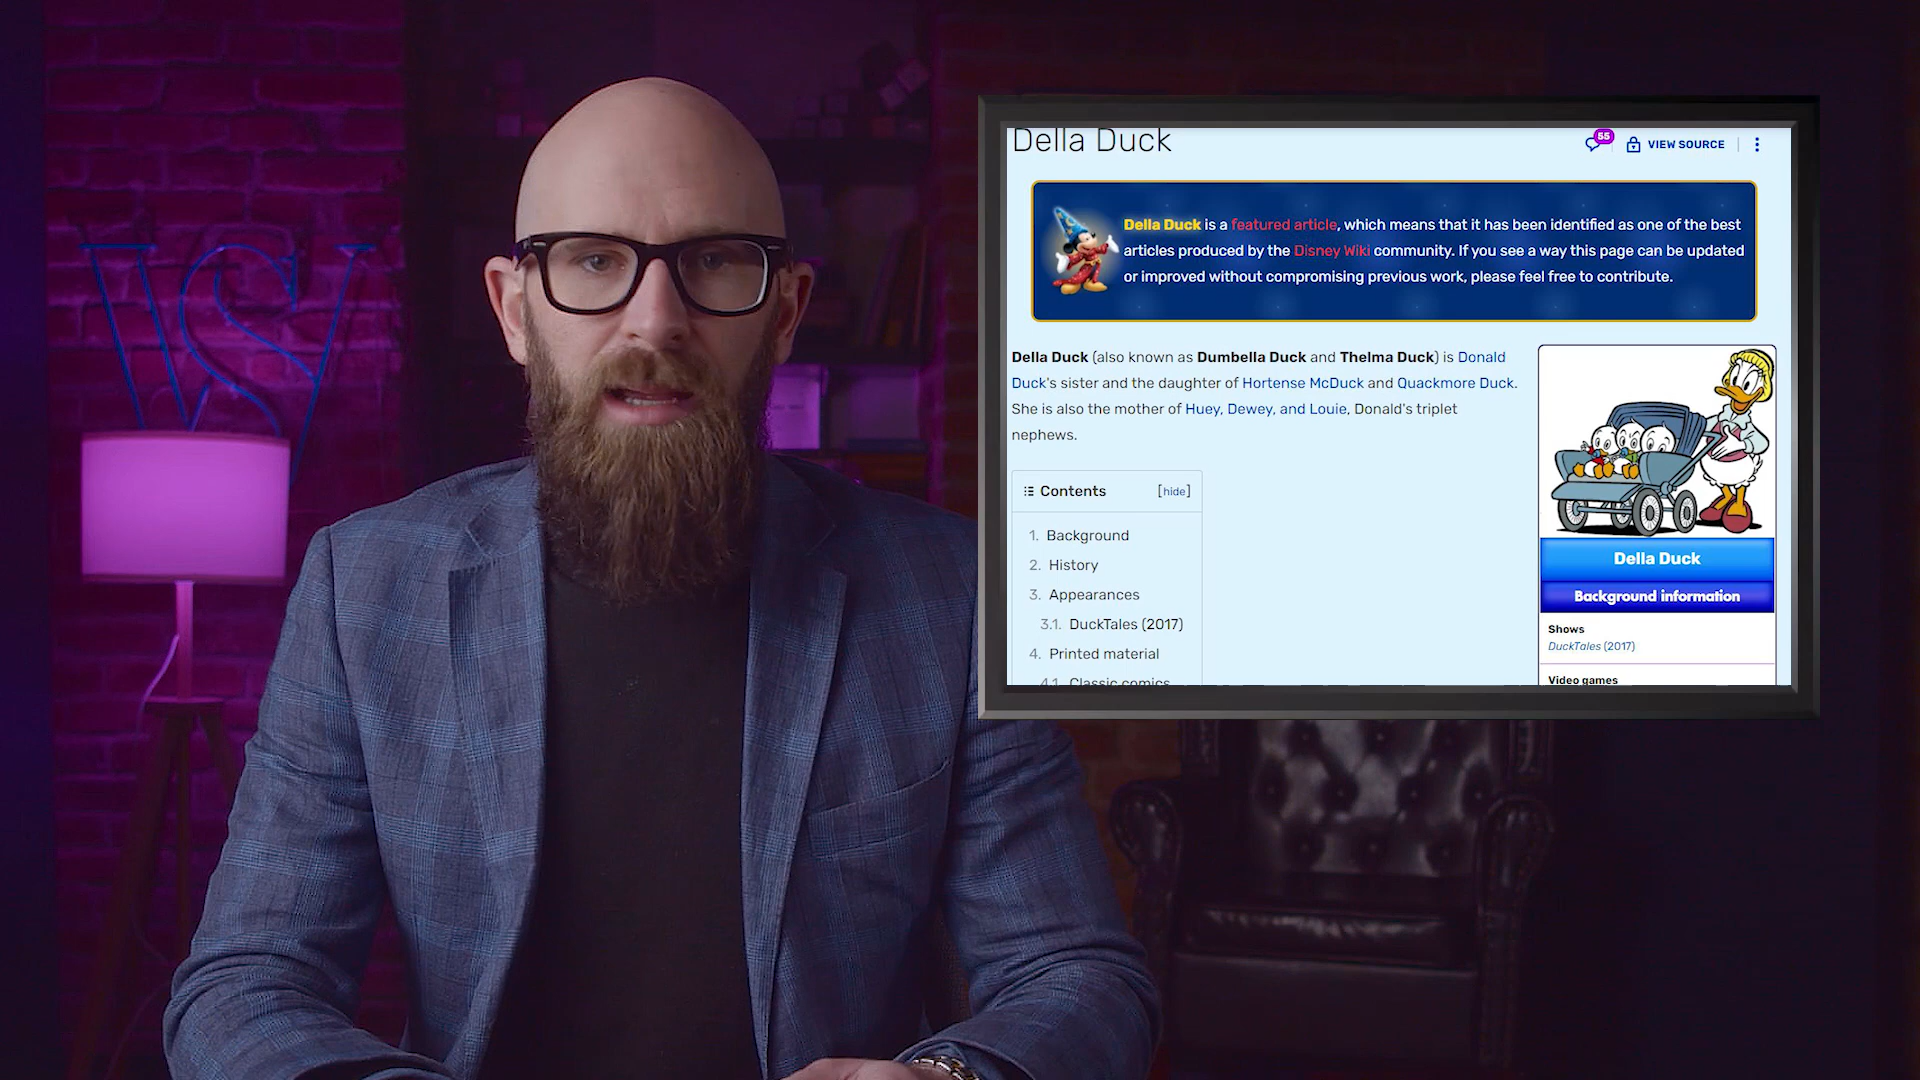 Della Duck
55
VIEW SOURCE
Della Duck is a featured article, which means that it has been identified as one of the best
articles produced by the Disney Wiki community. If you see a way this page can be updated
or improved without compromising previous work, please feel free to contribute.
Della Duck (also known as Dumbella Duck and Thelma Duck) is Donald
Duck's sister and the daughter of Hortense McDuck and Quackmore Duck.
She is also the mother of Huey, Dewey, and Louie, Donald's triplet
nephews.
Contents [hide]
1. Background
2. History
3. Appearances
3.1. DuckTales (2017)
4. Printed material
4.1. Classic comics
Della Duck
Background information
Shows
DuckTales (2017)
Video games